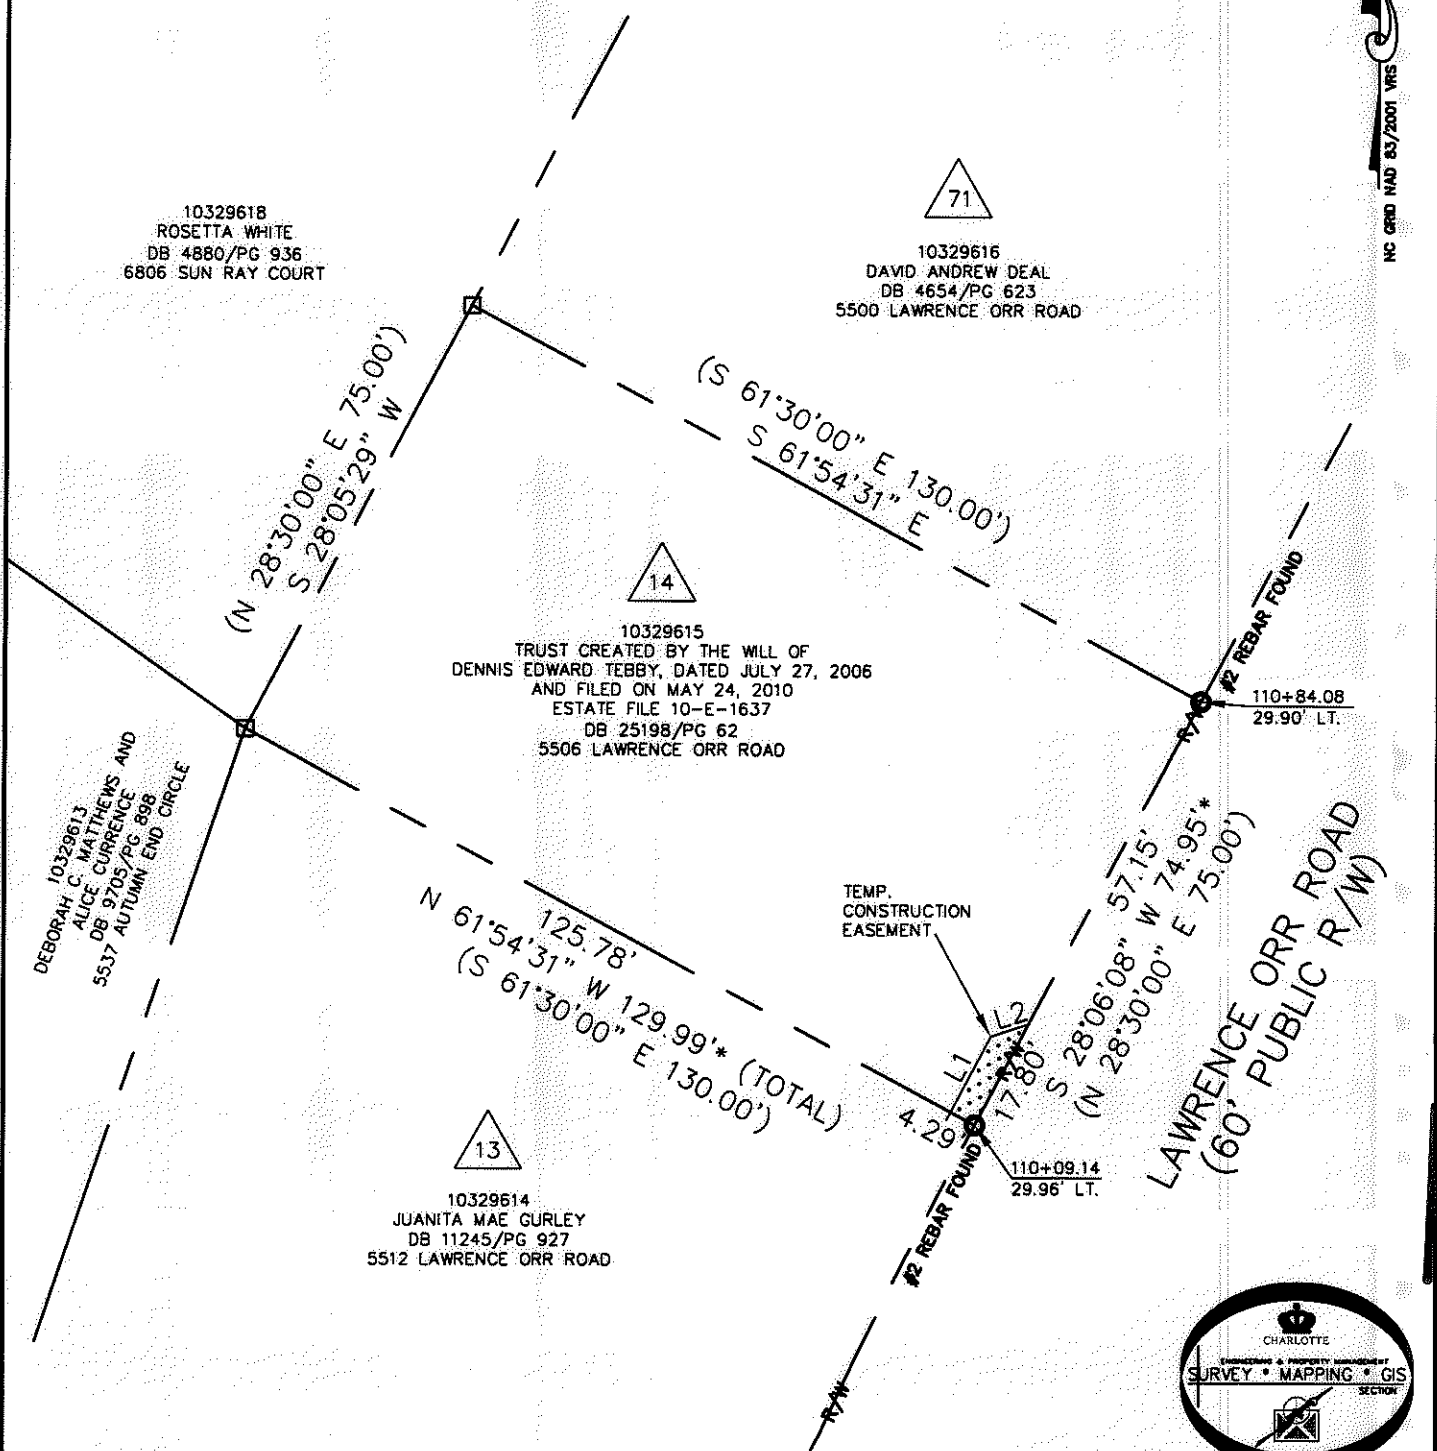 NC GRID NAD 83/2001 VRS
71
10329616
DAVID ANDREW DEAL
DB 4654/PG 623
5500 LAWRENCE ORR ROAD
10329618
ROSETTA WHITE
DB 4880/PG 936
6806 SUN RAY COURT
(N 28°30'00" E 75.00')
S 28°05'29" W
(S 61°30'00" E 130.00')
S 61°54'31" E
14
10329615
TRUST CREATED BY THE WILL OF
DENNIS EDWARD TEBBY, DATED JULY 27, 2006
AND FILED ON MAY 24, 2010
ESTATE FILE 10-E-1637
DB 25198/PG 62
5506 LAWRENCE ORR ROAD
#2 REBAR FOUND
R/W
110+84.08
29.90' LT.
10329613
DEBORAH C. MATTHEWS AND
ALICE CURRENCE
DB 9705/PG 898
5537 AUTUMN END CIRCLE
125.78'
N 61°54'31" W 129.99'* (TOTAL)
(S 61°30'00" E 130.00')
TEMP.
CONSTRUCTION
EASEMENT
L1
L2
R/W
4.29'
17.80'
57.15'
S 28°06'08" W 74.95'*
(N 28°30'00" E 75.00')
LAWRENCE ORR ROAD
(60' PUBLIC R/W)
110+09.14
29.96' LT.
#2 REBAR FOUND
R/W
13
10329614
JUANITA MAE GURLEY
DB 11245/PG 927
5512 LAWRENCE ORR ROAD
CHARLOTTE
ENGINEERING & PROPERTY MANAGEMENT
SURVEY * MAPPING * GIS
SECTION